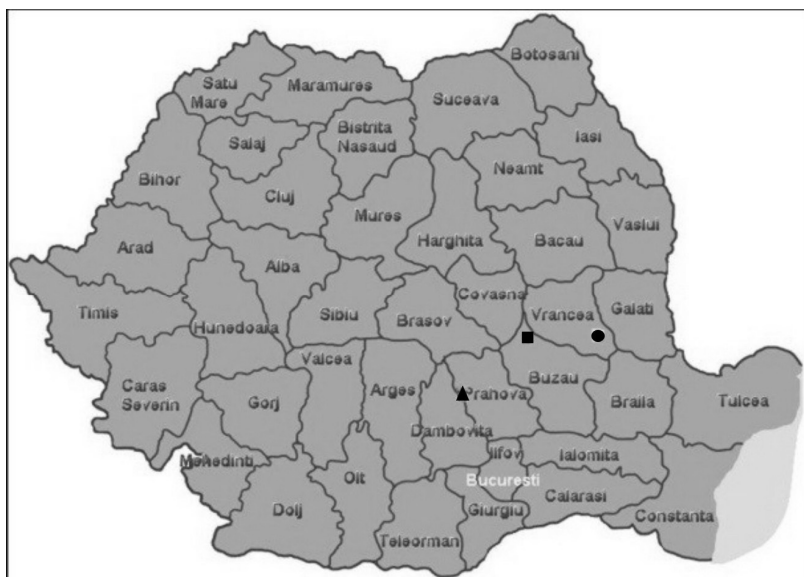 Botosani
Satu
Mare
Maramures
Suceava
Salaj
Bistrita
Nasaud
Iasi
Neamt
Bihor
Cluj
Mures
Harghita
Bacau
Vaslui
Arad
Alba
Covasna
Timis
Hunedoara
Sibiu
Brasov
Vrancea
Galati
Valcea
Caras
Severin
Gorj
Arges
Prahova
Buzau
Braila
Tulcea
Dambovita
Mehedinti
Olt
Ilfov
Ialomita
Bucuresti
Calarasi
Dolj
Giurgiu
Constanta
Teleorman